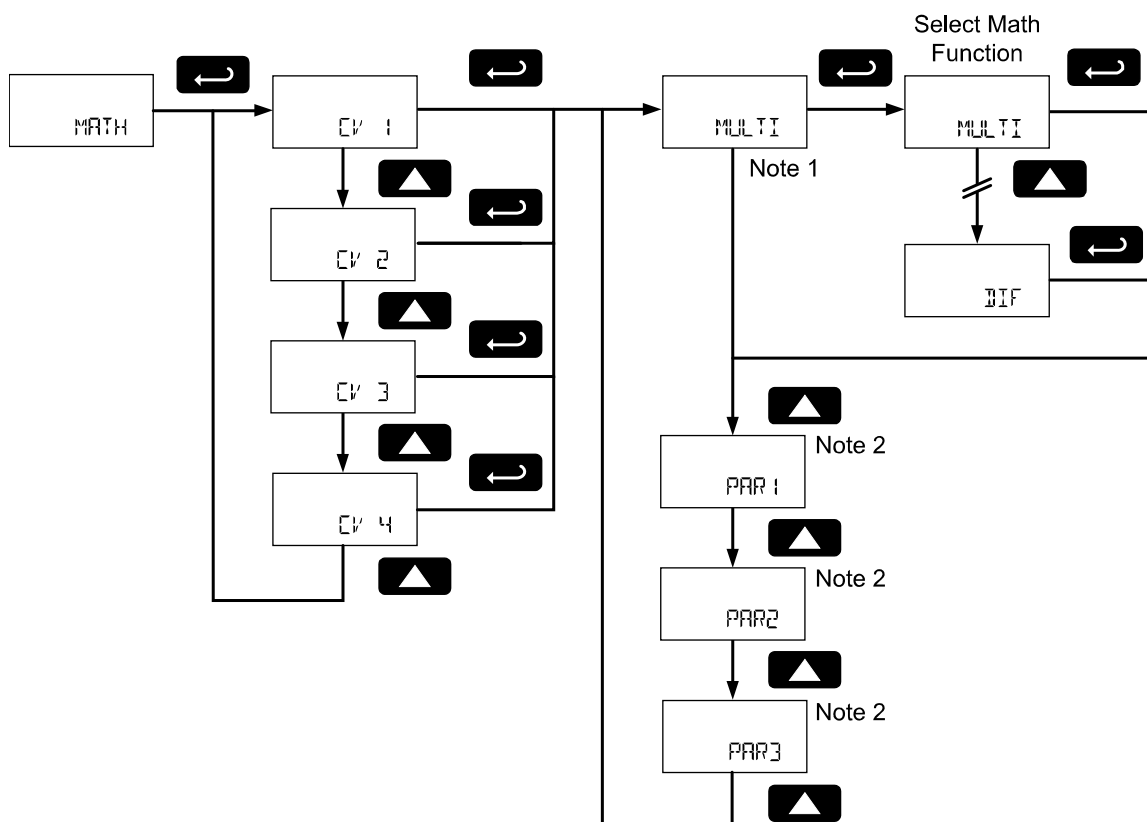 Select Math
Function
MATH
CV 1
MULTI
MULTI
Note 1
CV 2
DIF
CV 3
Note 2
PAR1
CV 4
Note 2
PAR2
Note 2
PAR3